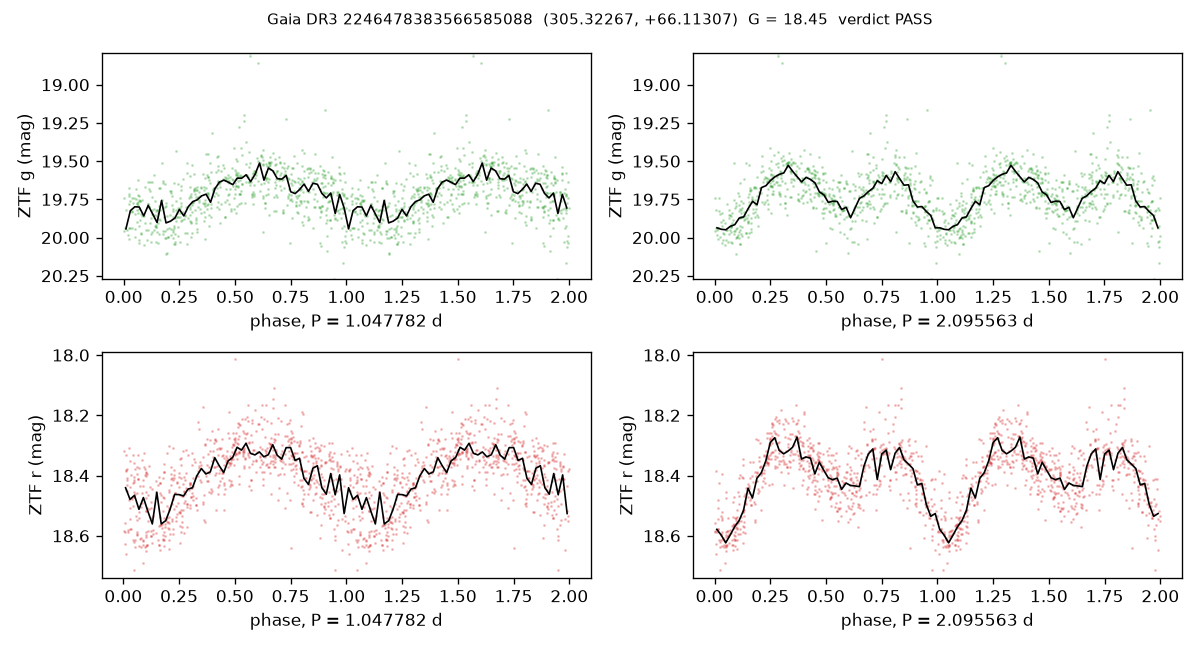 Gaia DR3 2246478383566585088 (305.32267, +66.11307) G = 18.45 verdict PASS
ZTF g (mag)
19.00
19.25
19.50
19.75
20.00
20.25
0.00 0.25 0.50 0.75 1.00 1.25 1.50 1.75 2.00
phase, P = 1.047782 d
ZTF g (mag)
19.00
19.25
19.50
19.75
20.00
20.25
0.00 0.25 0.50 0.75 1.00 1.25 1.50 1.75 2.00
phase, P = 2.095563 d
ZTF r (mag)
18.0
18.2
18.4
18.6
0.00 0.25 0.50 0.75 1.00 1.25 1.50 1.75 2.00
phase, P = 1.047782 d
ZTF r (mag)
18.0
18.2
18.4
18.6
0.00 0.25 0.50 0.75 1.00 1.25 1.50 1.75 2.00
phase, P = 2.095563 d